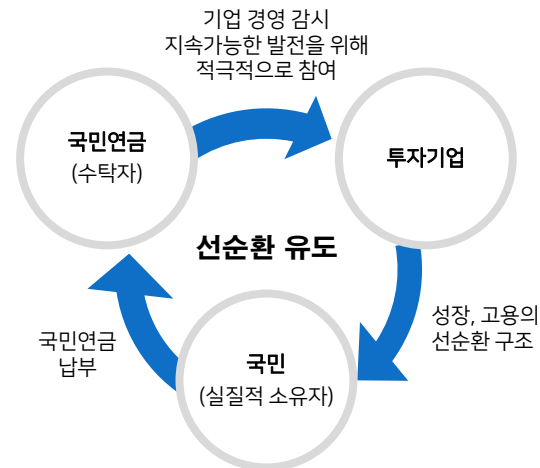 기업 경영 감시
지속가능한 발전을 위해
적극적으로 참여
국민연금
(수탁자)
투자기업
선순환 유도
성장, 고용의
선순환 구조
국민연금
납부
국민
(실질적 소유자)